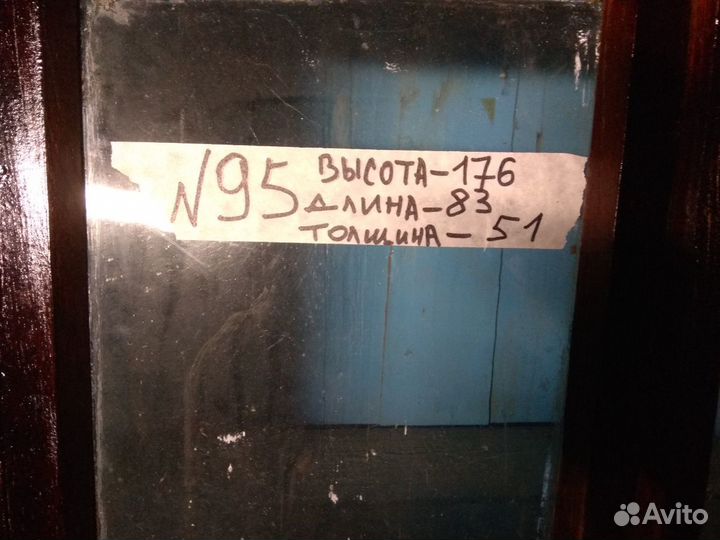 N95 ВЫСОТА-176
ДЛИНА-83
ТОЛЩИНА-51
Avito